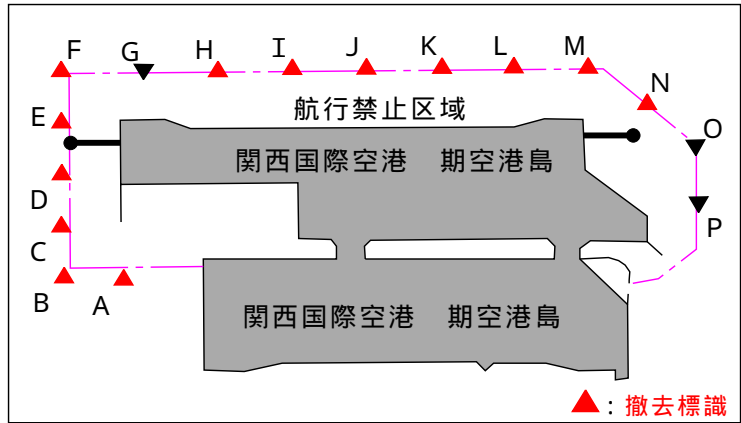 F G H I J K L M
N
E
航行禁止区域
O
関西国際空港 期空港島
D
P
C
B A
関西国際空港 期空港島
▲：撤去標識